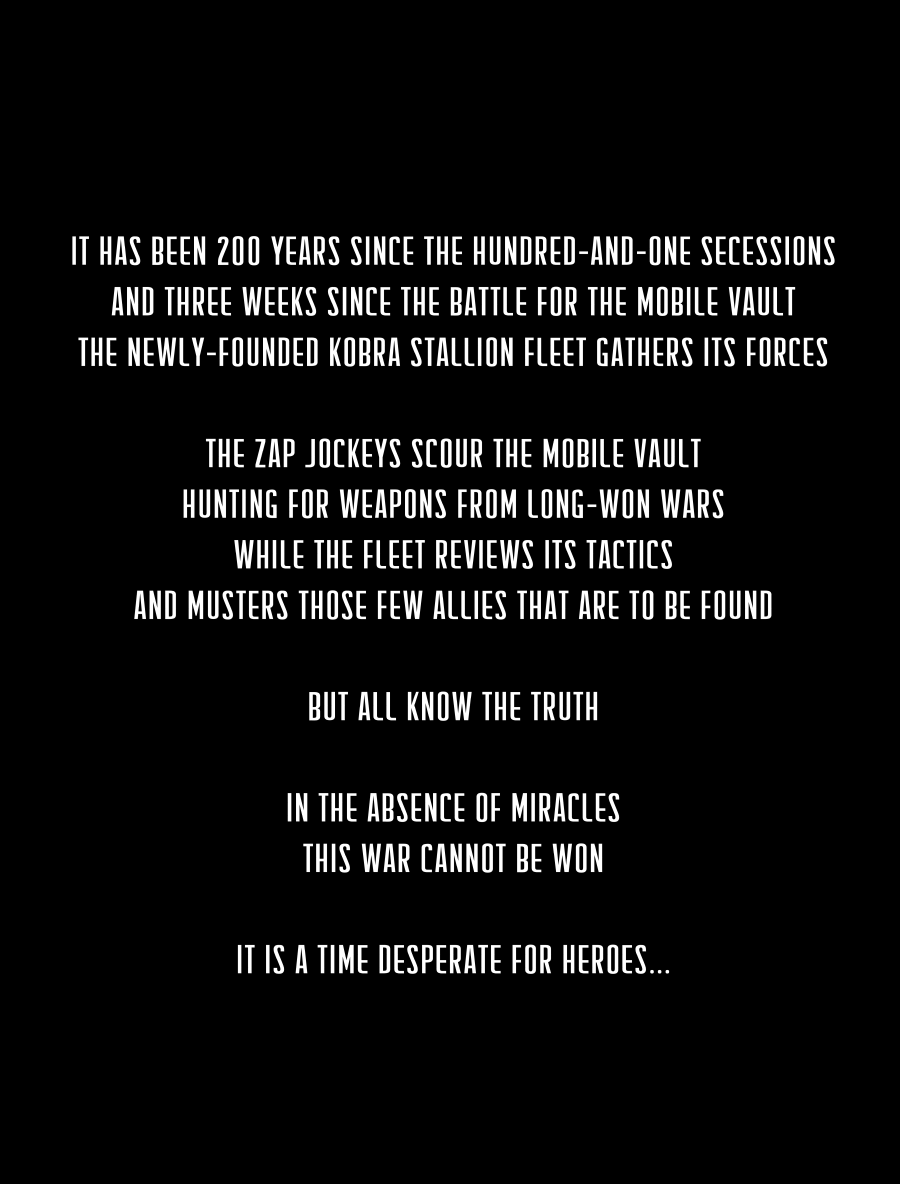 IT HAS BEEN 200 YEARS SINCE THE HUNDRED-AND-ONE SECESSIONS
AND THREE WEEKS SINCE THE BATTLE FOR THE MOBILE VAULT
THE NEWLY-FOUNDED KOBRA STALLION FLEET GATHERS ITS FORCES
THE ZAP JOCKEYS SCOUR THE MOBILE VAULT
HUNTING FOR WEAPONS FROM LONG-WON WARS
WHILE THE FLEET REVIEWS ITS TACTICS
AND MUSTERS THOSE FEW ALLIES THAT ARE TO BE FOUND
BUT ALL KNOW THE TRUTH
IN THE ABSENCE OF MIRACLES
THIS WAR CANNOT BE WON
IT IS A TIME DESPERATE FOR HEROES...